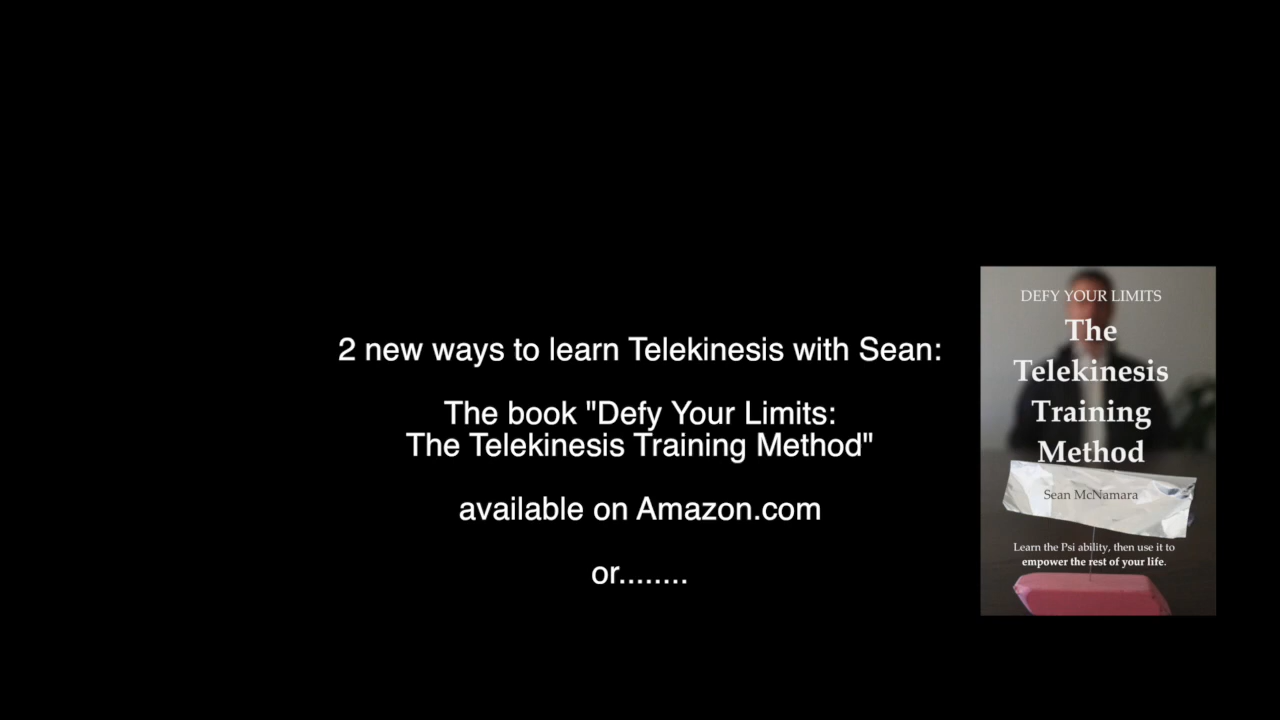 2 new ways to learn Telekinesis with Sean:
The book "Defy Your Limits:
The Telekinesis Training Method"
available on Amazon.com
or........
DEFY YOUR LIMITS
The
Telekinesis
Training
Method
Sean McNamara
Learn the Psi ability, then use it to
empower the rest of your life.